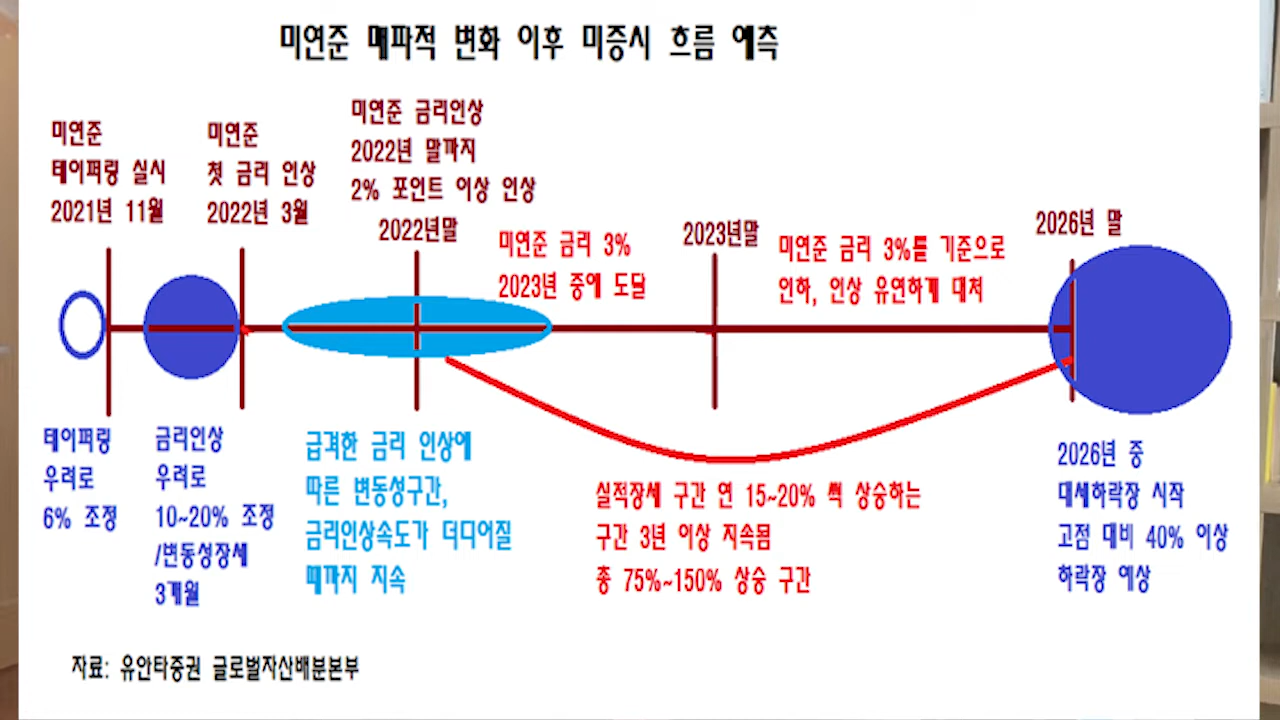 미연준 매파적 변화 이후 미증시 흐름 예측
미연준
테이퍼링 실시
2021년 11월
미연준
첫 금리 인상
2022년 3월
미연준 금리인상
2022년 말까지
2% 포인트 이상 인상
2022년말
미연준 금리 3%
2023년 중에 도달
2023년말
미연준 금리 3%를 기준으로
인하, 인상 유연하게 대처
2026년 말
테이퍼링
우려로
6% 조정
금리인상
우려로
10~20% 조정
/변동성장세
3개월
급격한 금리 인상에
따른 변동성구간,
금리인상속도가 더디어질
때까지 지속
실적장세 구간 연 15~20% 씩 상승하는
구간 3년 이상 지속됨
총 75%~150% 상승 구간
2026년 중
대세하락장 시작
고점 대비 40% 이상
하락장 예상
자료: 유안타증권 글로벌자산배분본부